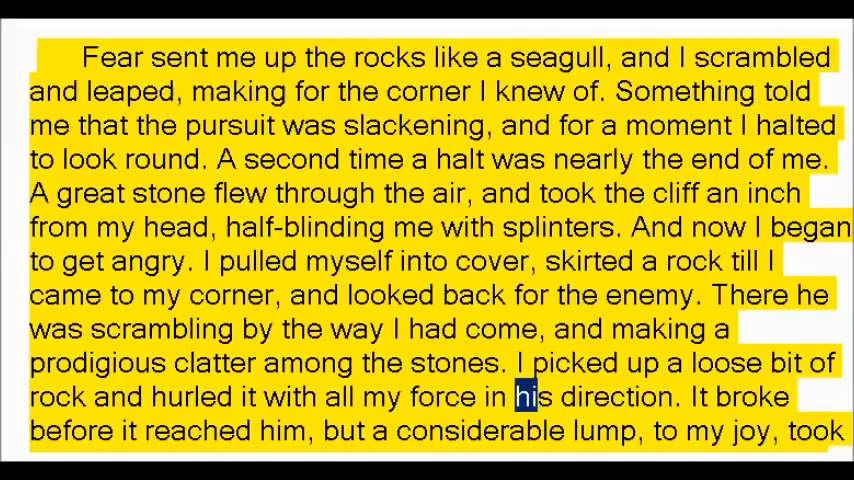 Fear sent me up the rocks like a seagull, and I scrambled
and leaped, making for the corner I knew of. Something told
me that the pursuit was slackening, and for a moment I halted
to look round. A second time a halt was nearly the end of me.
A great stone flew through the air, and took the cliff an inch
from my head, half-blinding me with splinters. And now I began
to get angry. I pulled myself into cover, skirted a rock till I
came to my corner, and looked back for the enemy. There he
was scrambling by the way I had come, and making a
prodigious clatter among the stones. I picked up a loose bit of
rock and hurled it with all my force in his direction. It broke
before it reached him, but a considerable lump, to my joy, took